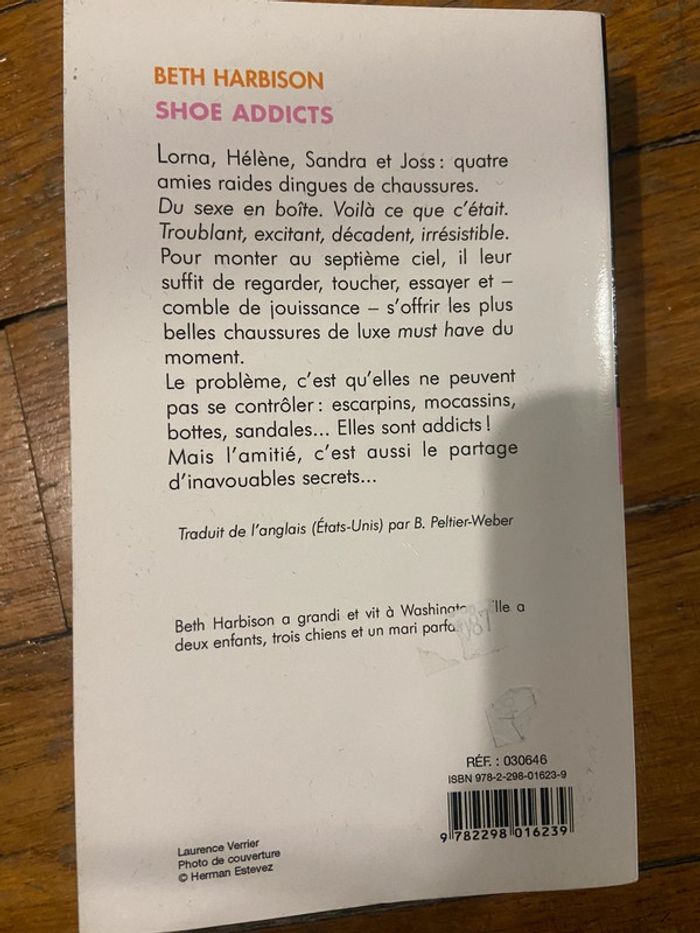 BETH HARBISON
SHOE ADDICTS
Lorna, Hélène, Sandra et Joss : quatre
amies raides dingues de chaussures.
Du sexe en boîte. Voilà ce que c'était.
Troublant, excitant, décadent, irrésistible.
Pour monter au septième ciel, il leur
suffit de regarder, toucher, essayer et –
comble de jouissance – s'offrir les plus
belles chaussures de luxe must have du
moment.
Le problème, c'est qu'elles ne peuvent
pas se contrôler : escarpins, mocassins,
bottes, sandales... Elles sont addicts !
Mais l'amitié, c'est aussi le partage
d'inavouables secrets...
Traduit de l'anglais (États-Unis) par B. Peltier-Weber
Beth Harbison a grandi et vit à a
deux enfants, trois chiens et un mari
RÉF. : 030646
ISBN 978-2-298-01623-9
9 782298 016239
Laurence Verrier
Photo de couverture
© Herman Estevez